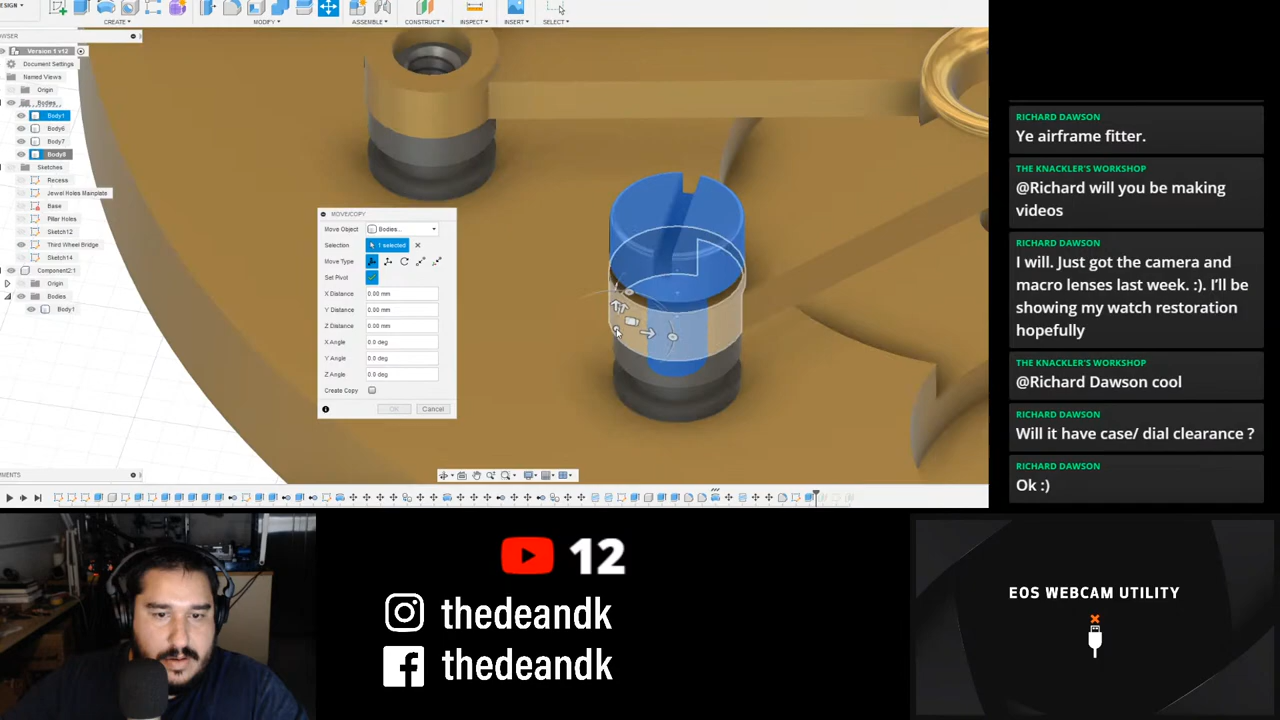 ESIGN
CREATE
MODIFY
ASSEMBLE
CONSTRUCT
INSPECT
INSERT
SELECT
ROWSER
Version 1 v12
Document Settings
Named Views
Origin
Bodies
Body1
Body6
Body7
Body8
Sketches
Recess
Jewel Holes Mainplate
Base
Pillar Holes
Sketch12
Third Wheel Bridge
Sketch14
Component2:1
Origin
Bodies
Body1
MOVE/COPY
Move Object Bodies...
Selection 1 selected
Move Type
Set Pivot
X Distance 0.00 mm
Y Distance 0.00 mm
Z Distance 0.00 mm
X Angle 0.0 deg
Y Angle 0.0 deg
Z Angle 0.0 deg
Create Copy
OK Cancel
MMENTS
RICHARD DAWSON
Ye airframe fitter.
THE KNACKLER'S WORKSHOP
@Richard will you be making
videos
RICHARD DAWSON
I will. Just got the camera and
macro lenses last week. :). I'll be
showing my watch restoration
hopefully
THE KNACKLER'S WORKSHOP
@Richard Dawson cool
RICHARD DAWSON
Will it have case/ dial clearance ?
RICHARD DAWSON
Ok :)
12
thedeandk
thedeandk
EOS WEBCAM UTILITY